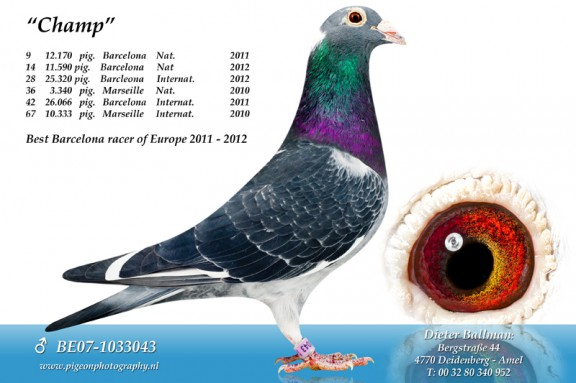 “Champ”
9 12.170 pig. Barcelona Nat. 2011
14 11.590 pig. Barcelona Nat 2012
28 25.320 pig. Barcleona Internat. 2012
36 3.340 pig. Marseille Nat. 2010
42 26.066 pig. Barcelona Internat. 2011
67 10.333 pig. Marseille Internat. 2010
Best Barcelona racer of Europe 2011 - 2012
♂ BE07-1033043
www.pigeonphotography.nl
Dieter Ballman:
Bergstraße 44
4770 Deidenberg - Amel
T: 00 32 80 340 952